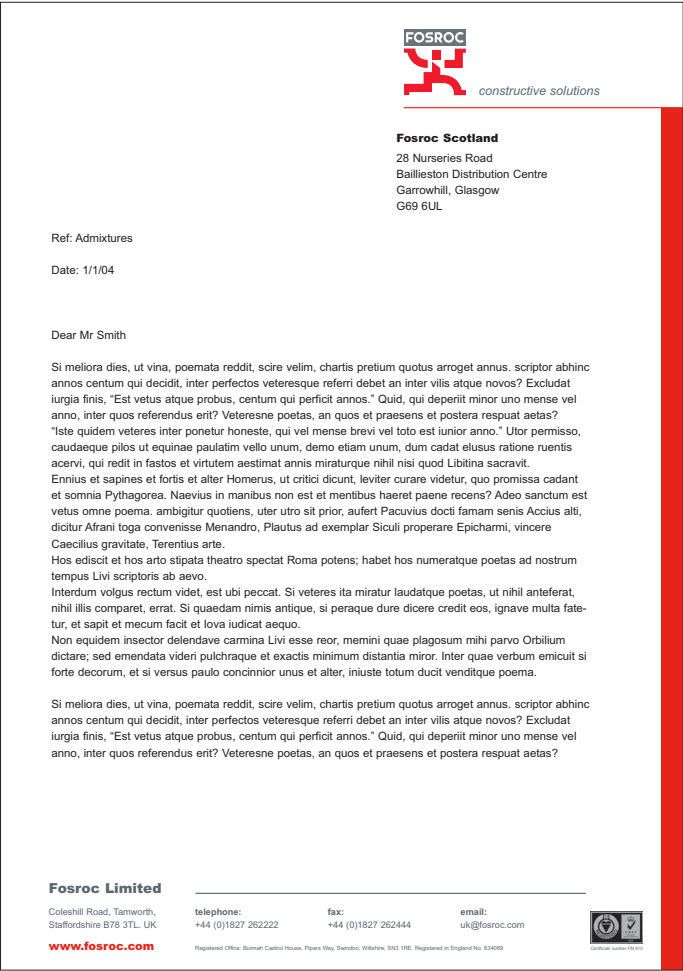 FOSROC
constructive solutions
Fosroc Scotland
28 Nurseries Road
Baillieston Distribution Centre
Garrowhill, Glasgow
G69 6UL
Ref: Admixtures
Date: 1/1/04
Dear Mr Smith
Si meliora dies, ut vina, poemata reddit, scire velim, chartis pretium quotus arroget annus. scriptor abhinc
annos centum qui decidit, inter perfectos veteresque referri debet an inter vilis atque novos? Excludat
iurgia finis, “Est vetus atque probus, centum qui perficit annos.” Quid, qui deperiit minor uno mense vel
anno, inter quos referendus erit? Veteresne poetas, an quos et praesens et postera respuat aetas?
“Iste quidem veteres inter ponetur honeste, qui vel mense brevi vel toto est iunior anno.” Utor permisso,
caudaeque pilos ut equinae paulatim vello unum, demo etiam unum, dum cadat elusus ratione ruentis
acervi, qui redit in fastos et virtutem aestimat annis miraturque nihil nisi quod Libitina sacravit.
Ennius et sapines et fortis et alter Homerus, ut critici dicunt, leviter curare videtur, quo promissa cadant
et somnia Pythagorea. Naevius in manibus non est et mentibus haeret paene recens? Adeo sanctum est
vetus omne poema. ambigitur quotiens, uter utro sit prior, aufert Pacuvius docti famam senis Accius alti,
dicitur Afrani toga convenisse Menandro, Plautus ad exemplar Siculi properare Epicharmi, vincere
Caecilius gravitate, Terentius arte.
Hos ediscit et hos arto stipata theatro spectat Roma potens; habet hos numeratque poetas ad nostrum
tempus Livi scriptoris ab aevo.
Interdum volgus rectum videt, est ubi peccat. Si veteres ita miratur laudatque poetas, ut nihil anteferat,
nihil illis comparet, errat. Si quaedam nimis antique, si peraque dure dicere credit eos, ignave multa fate-
tur, et sapit et mecum facit et Iova iudicat aequo.
Non equidem insector delendave carmina Livi esse reor, memini quae plagosum mihi parvo Orbilium
dictare; sed emendata videri pulchraque et exactis minimum distantia miror. Inter quae verbum emicuit si
forte decorum, et si versus paulo concinnior unus et alter, iniuste totum ducit venditque poema.
Si meliora dies, ut vina, poemata reddit, scire velim, chartis pretium quotus arroget annus. scriptor abhinc
annos centum qui decidit, inter perfectos veteresque referri debet an inter vilis atque novos? Excludat
iurgia finis, “Est vetus atque probus, centum qui perficit annos.” Quid, qui deperiit minor uno mense vel
anno, inter quos referendus erit? Veteresne poetas, an quos et praesens et postera respuat aetas?
Fosroc Limited
Coleshill Road, Tamworth,
Staffordshire B78 3TL. UK
www.fosroc.com
telephone:
+44 (0)1827 262222
fax:
+44 (0)1827 262444
email:
uk@fosroc.com
Registered Office: Burmah Castrol House, Pipers Way, Swindon, Wiltshire, SN3 1RE. Registered in England No. 634069